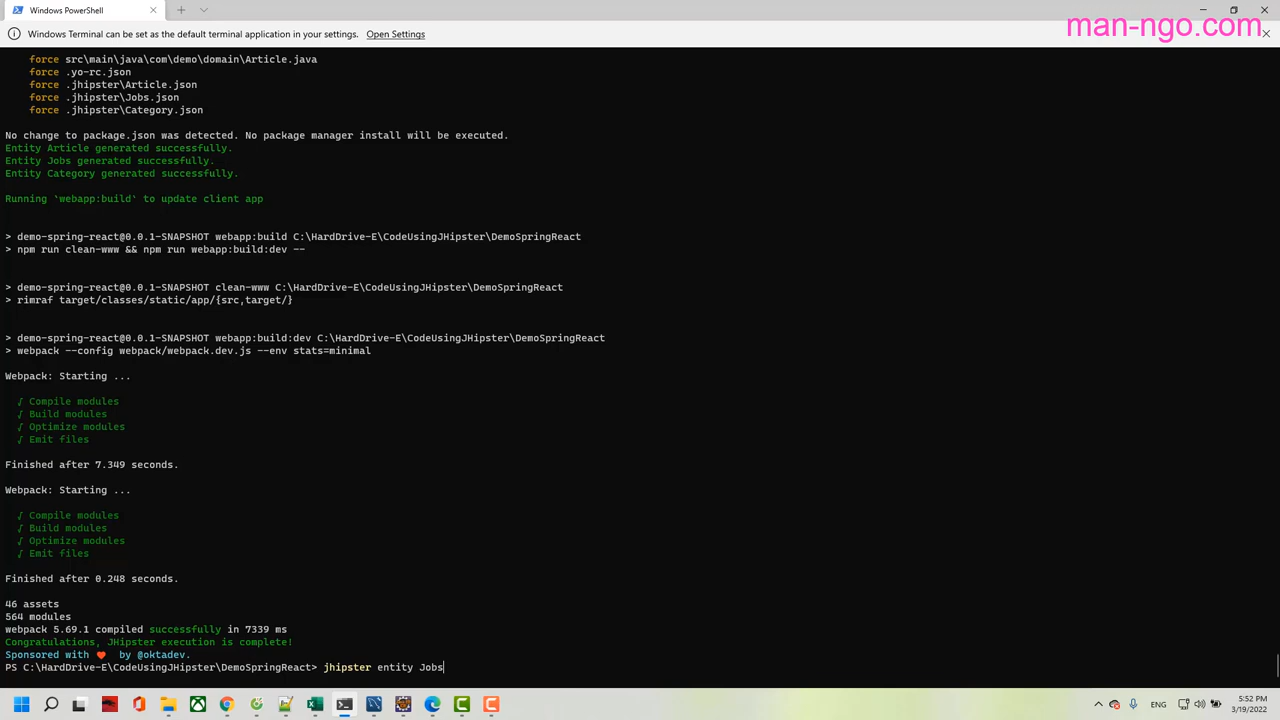 Windows PowerShell
man-ngo.com
Windows Terminal can be set as the default terminal application in your settings. Open Settings
force src\main\java\com\demo\domain\Article.java
force .yo-rc.json
force .jhipster\Article.json
force .jhipster\Jobs.json
force .jhipster\Category.json
No change to package.json was detected. No package manager install will be executed.
Entity Article generated successfully.
Entity Jobs generated successfully.
Entity Category generated successfully.
Running `webapp:build` to update client app
> demo-spring-react@0.0.1-SNAPSHOT webapp:build C:\HardDrive-E\CodeUsingJHipster\DemoSpringReact
> npm run clean-www && npm run webapp:build:dev --
> demo-spring-react@0.0.1-SNAPSHOT clean-www C:\HardDrive-E\CodeUsingJHipster\DemoSpringReact
> rimraf target/classes/static/app/{src,target/}
> demo-spring-react@0.0.1-SNAPSHOT webapp:build:dev C:\HardDrive-E\CodeUsingJHipster\DemoSpringReact
> webpack --config webpack/webpack.dev.js --env stats=minimal
Webpack: Starting ...
√ Compile modules
√ Build modules
√ Optimize modules
√ Emit files
Finished after 7.349 seconds.
Webpack: Starting ...
√ Compile modules
√ Build modules
√ Optimize modules
√ Emit files
Finished after 0.248 seconds.
46 assets
564 modules
webpack 5.69.1 compiled successfully in 7339 ms
Congratulations, JHipster execution is complete!
Sponsored with ❤ by @oktadev.
PS C:\HardDrive-E\CodeUsingJHipster\DemoSpringReact> jhipster entity Jobs
ENG
5:52 PM
3/19/2022